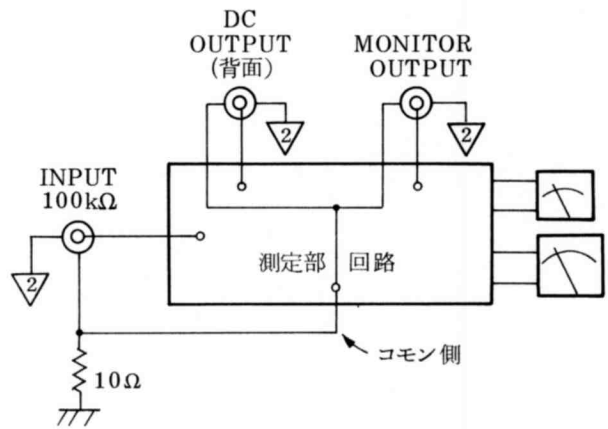 DC
OUTPUT
(背面)
MONITOR
OUTPUT
2
2
INPUT
100kΩ
2
測定部 回路
コモン側
10Ω